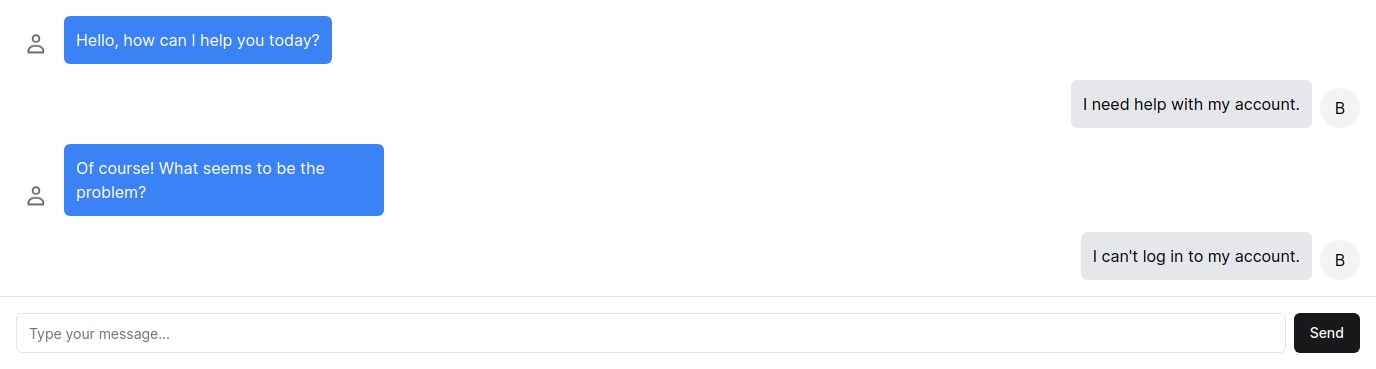 Hello, how can I help you today?
I need help with my account.
B
Of course! What seems to be the
problem?
I can't log in to my account.
B
Type your message...
Send